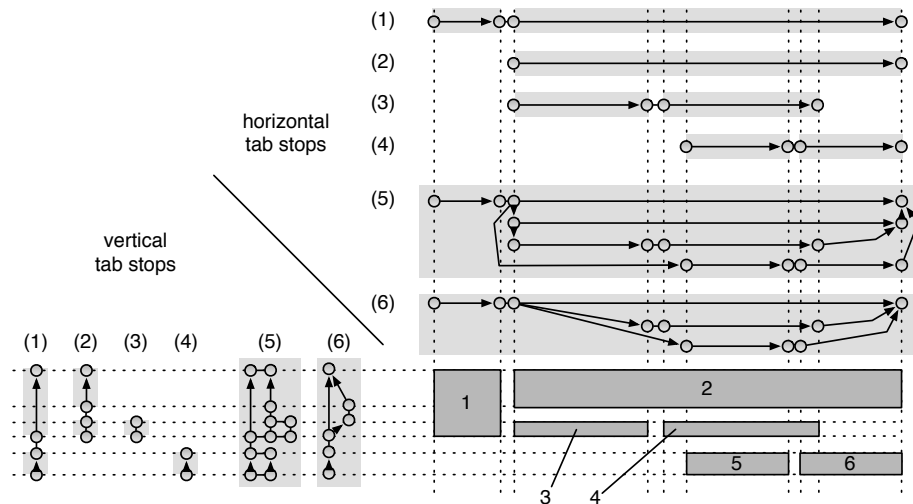 (1)
(2)
(3)
horizontal
tab stops
(4)
(5)
vertical
tab stops
(6)
(1) (2) (3) (4) (5) (6)
1 2
5 6
3 4